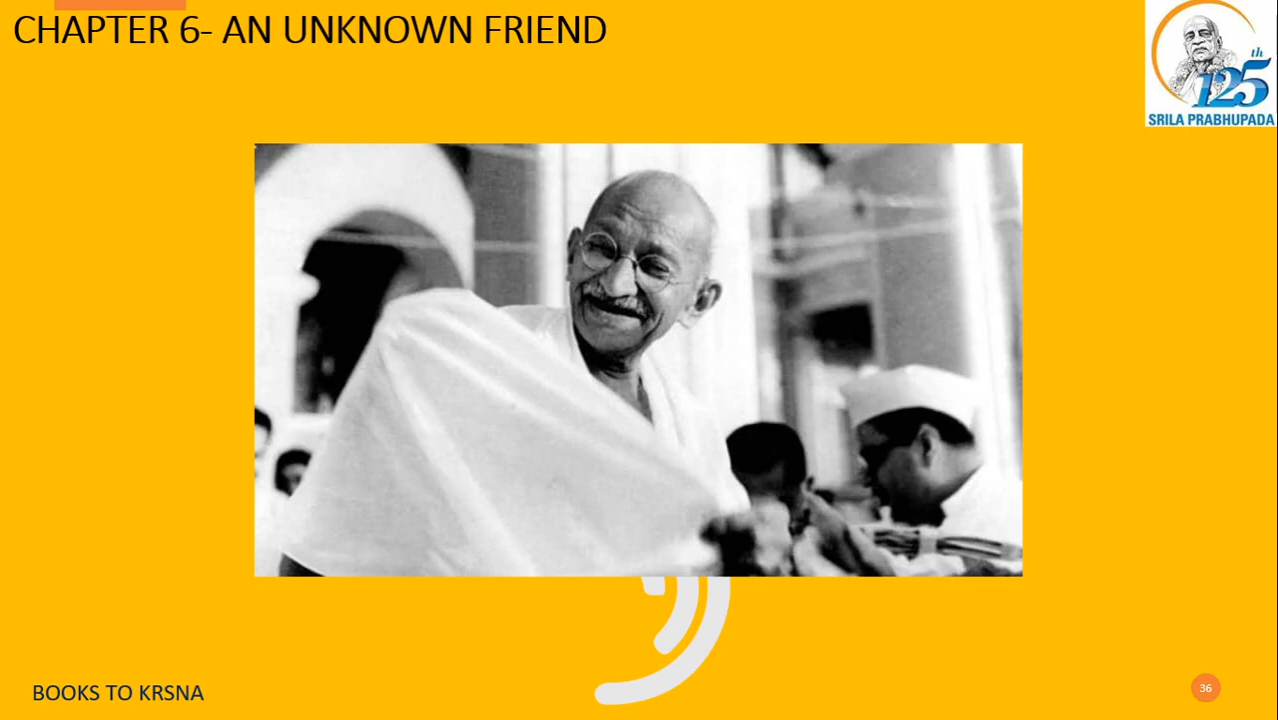 CHAPTER 6- AN UNKNOWN FRIEND
125th
SRILA PRABHUPADA
BOOKS TO KRSNA
36